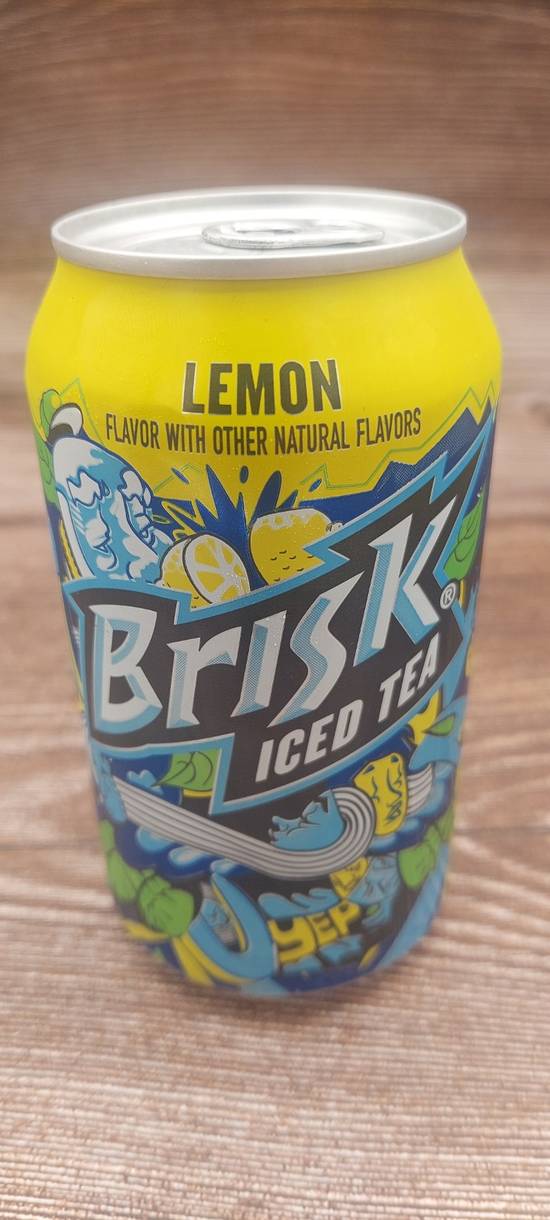 LEMON
FLAVOR WITH OTHER NATURAL FLAVORS
Brisk®
ICED TEA
YEP